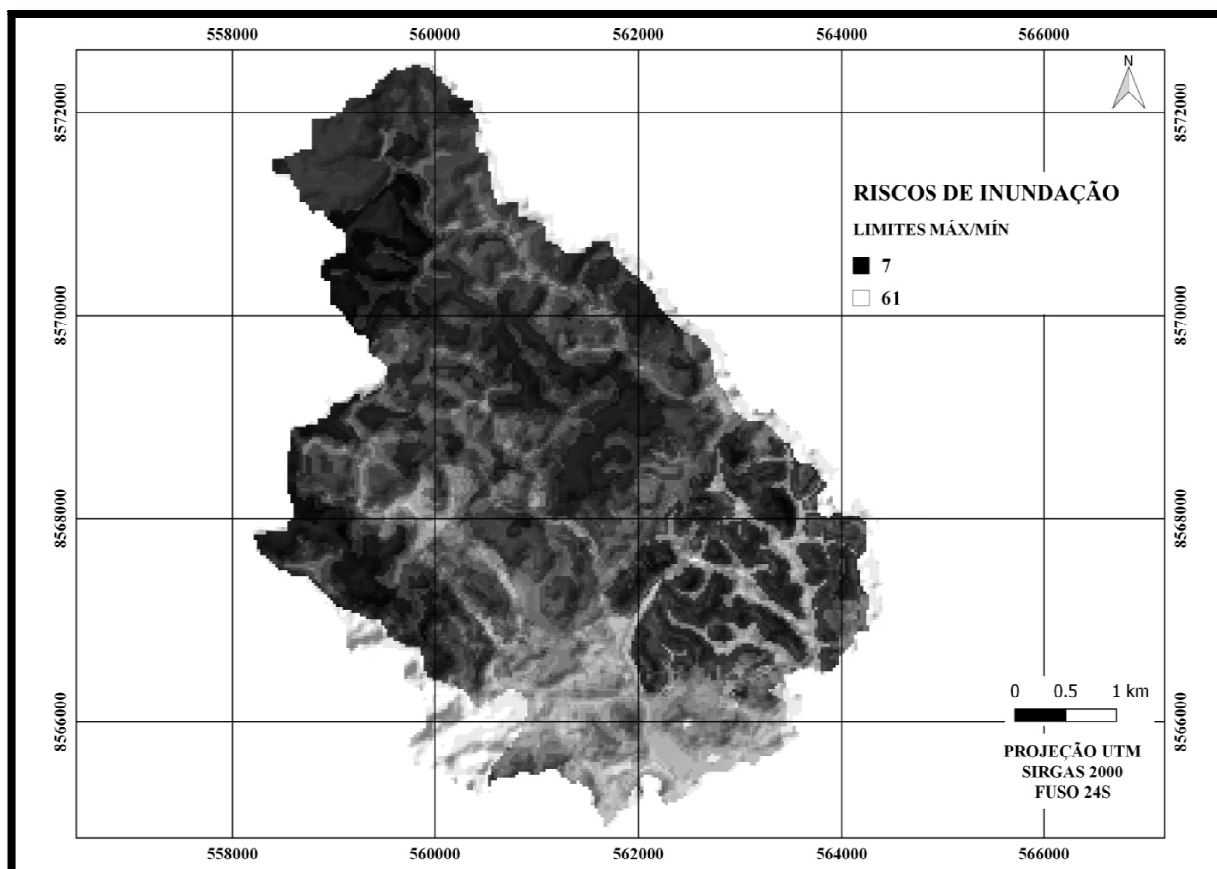 558000 560000 562000 564000 566000
N
8572000 8572000
RISCOS DE INUNDAÇÃO
LIMITES MÁX/MÍN
7
61
8570000 8570000
8568000 8568000
0 0.5 1 km
8566000 8566000
PROJEÇÃO UTM
SIRGAS 2000
FUSO 24S
558000 560000 562000 564000 566000